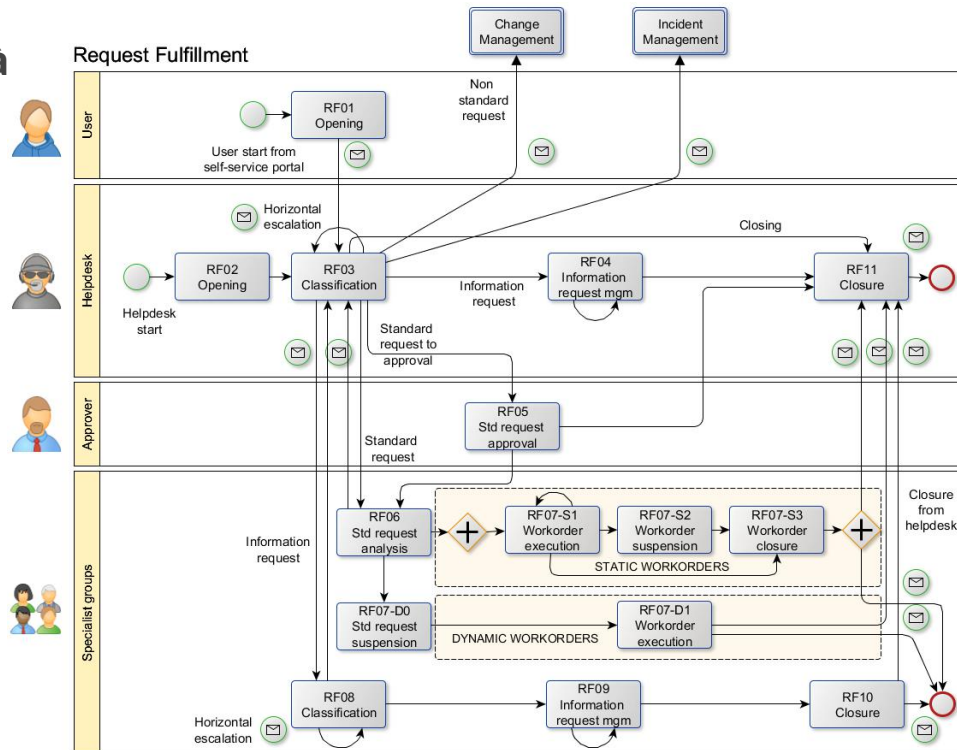 à
Request Fulfillment
Change
Management
Incident
Management
User
RF01
Opening
Non
standard
request
User start from
self-service portal
Helpdesk
Horizontal
escalation
Closing
RF02
Opening
RF03
Classification
RF04
Information
request mgm
RF11
Closure
Information
request
Helpdesk
start
Standard
request to
approval
Approver
RF05
Std request
approval
Standard
request
Specialist groups
RF06
Std request
analysis
RF07-S1
Workorder
execution
RF07-S2
Workorder
suspension
RF07-S3
Workorder
closure
Closure
from
helpdesk
Information
request
STATIC WORKORDERS
RF07-D0
Std request
suspension
RF07-D1
Workorder
execution
DYNAMIC WORKORDERS
RF08
Classification
RF09
Information
request mgm
RF10
Closure
Horizontal
escalation